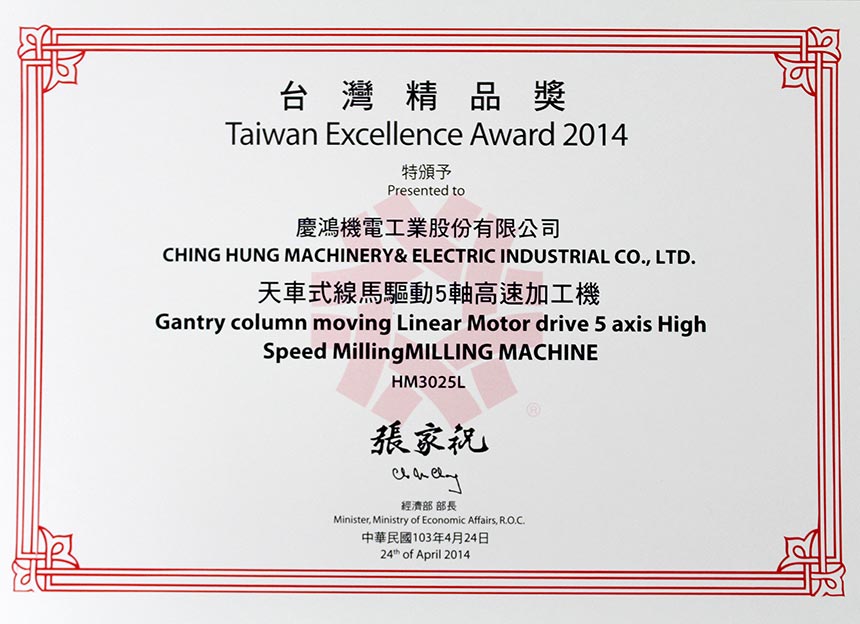 台灣精品獎
Taiwan Excellence Award 2014
特頒予
Presented to
慶鴻機電工業股份有限公司
CHING HUNG MACHINERY& ELECTRIC INDUSTRIAL CO., LTD.
天車式線馬驅動5軸高速加工機
Gantry column moving Linear Motor drive 5 axis High
Speed MillingMILLING MACHINE
HM3025L
®
張家祝
經濟部 部長
Minister, Ministry of Economic Affairs, R.O.C.
中華民國103年4月24日
24th of April 2014